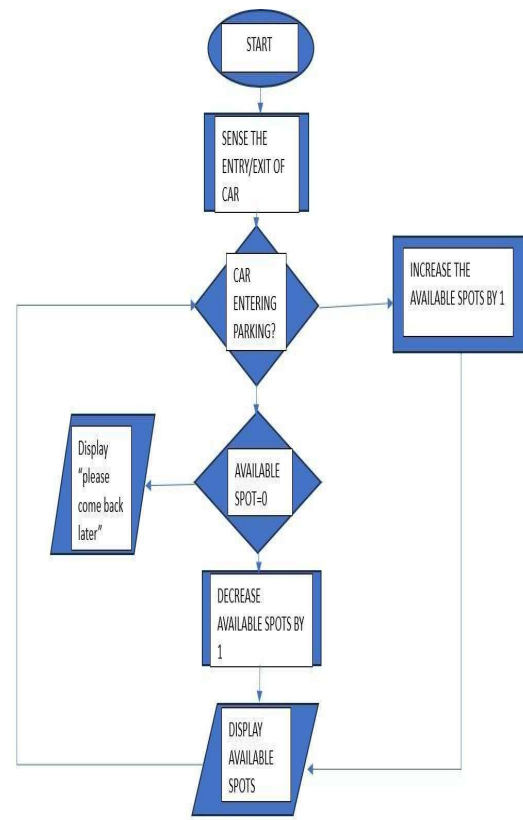 START
SENSE THE
ENTRY/EXIT OF
CAR
CAR
ENTERING
PARKING?
INCREASE THE
AVAILABLE SPOTS BY 1
AVAILABLE
SPOT=0
Display
“please
come back
later”
DECREASE
AVAILABLE SPOTS BY
1
DISPLAY
AVAILABLE
SPOTS